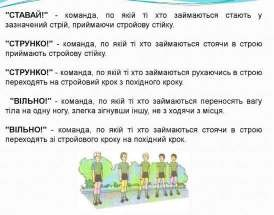 "СТАВАЙ!" - команда, по якій ті хто займаються стають у
зазначений стрій, приймаючи стройову стійку.
"СТРУНКО!" - команда, по якій ті хто займаються стоячи в строю
приймають стройову стійку.
"СТРУНКО!" - команда, по якій ті хто займаються рухаючись в строю
переходять на стройовий крок з похідного кроку.
"ВІЛЬНО!" - команда, по якій ті хто займаються переносять вагу
тіла на одну ногу, злегка зігнувши іншу, не з ходячи з місця.
"ВІЛЬНО!" - команда, по якій ті хто займаються стоячи в строю
переходять зі стройового кроку на похідний крок.